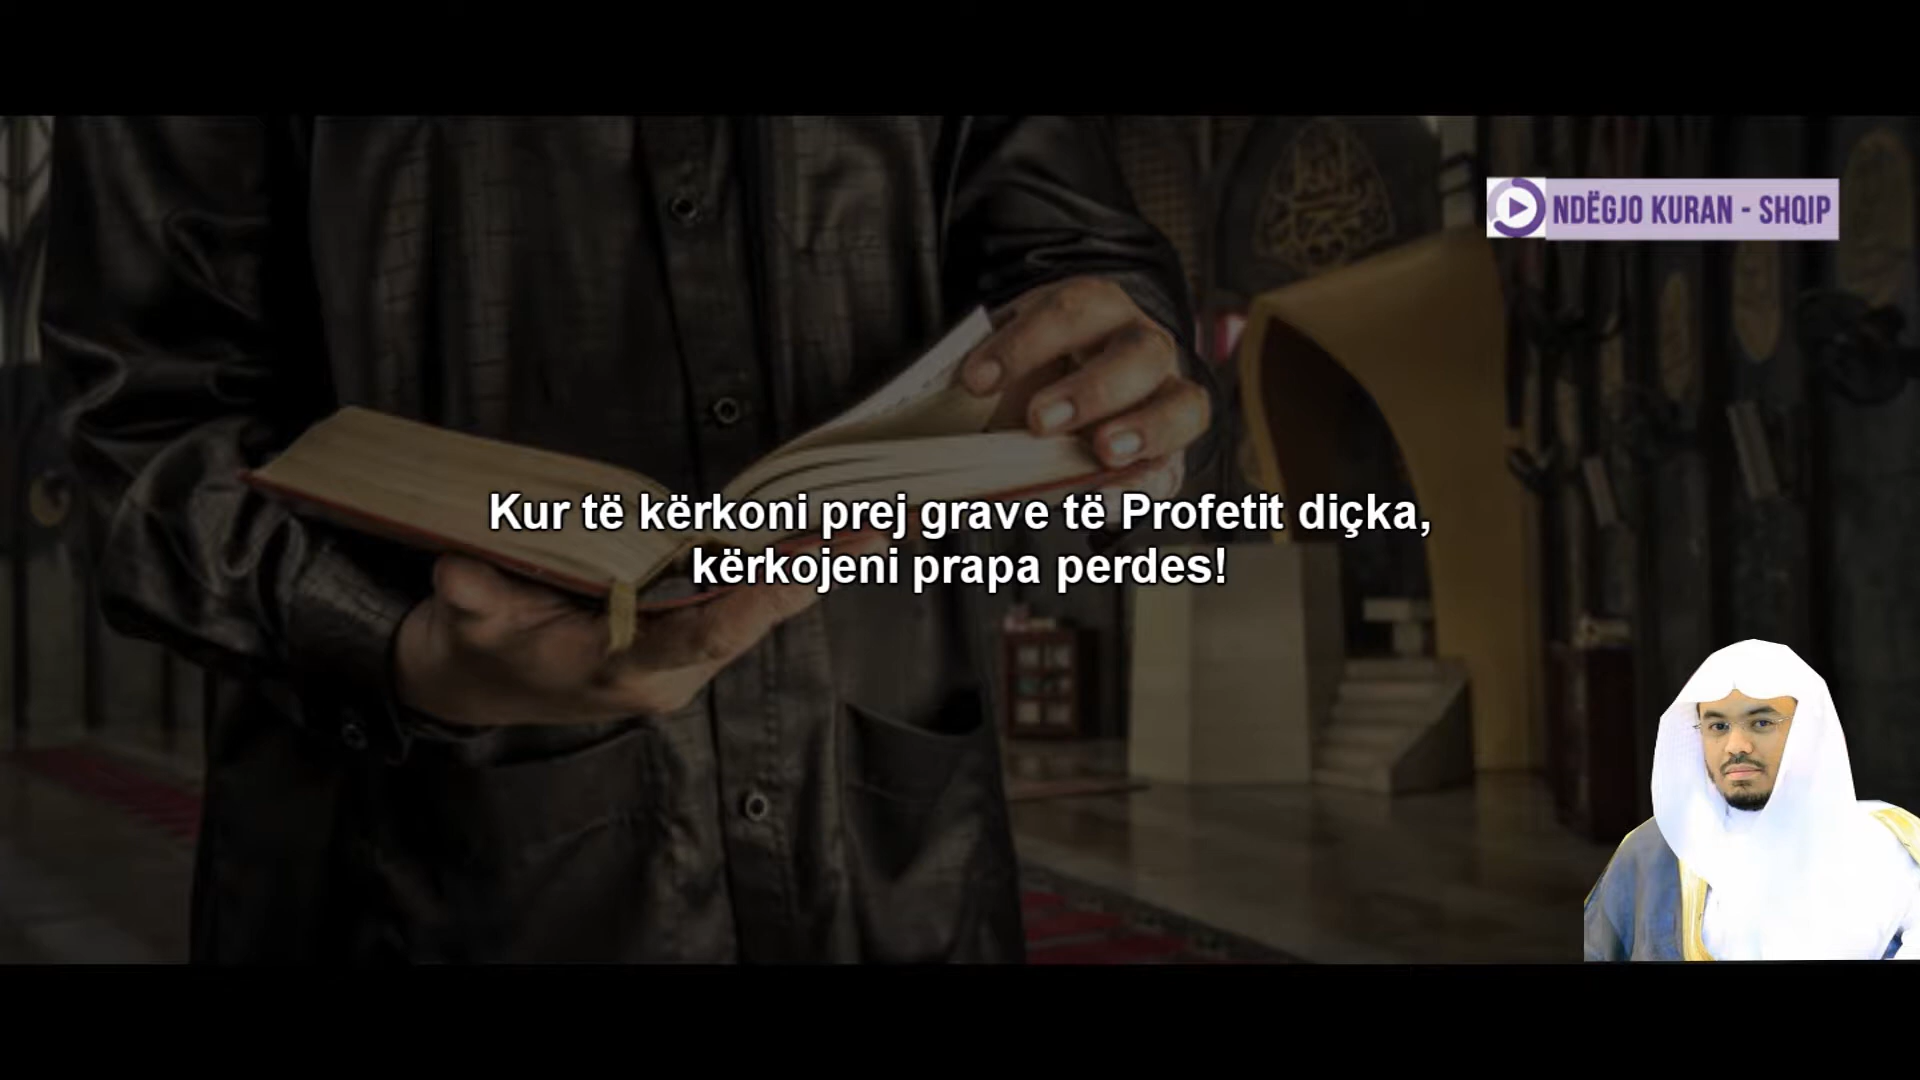 NDËGJO KURAN - SHQIP
Kur të kërkoni prej grave të Profetit diçka,
kërkojeni prapa perdes!